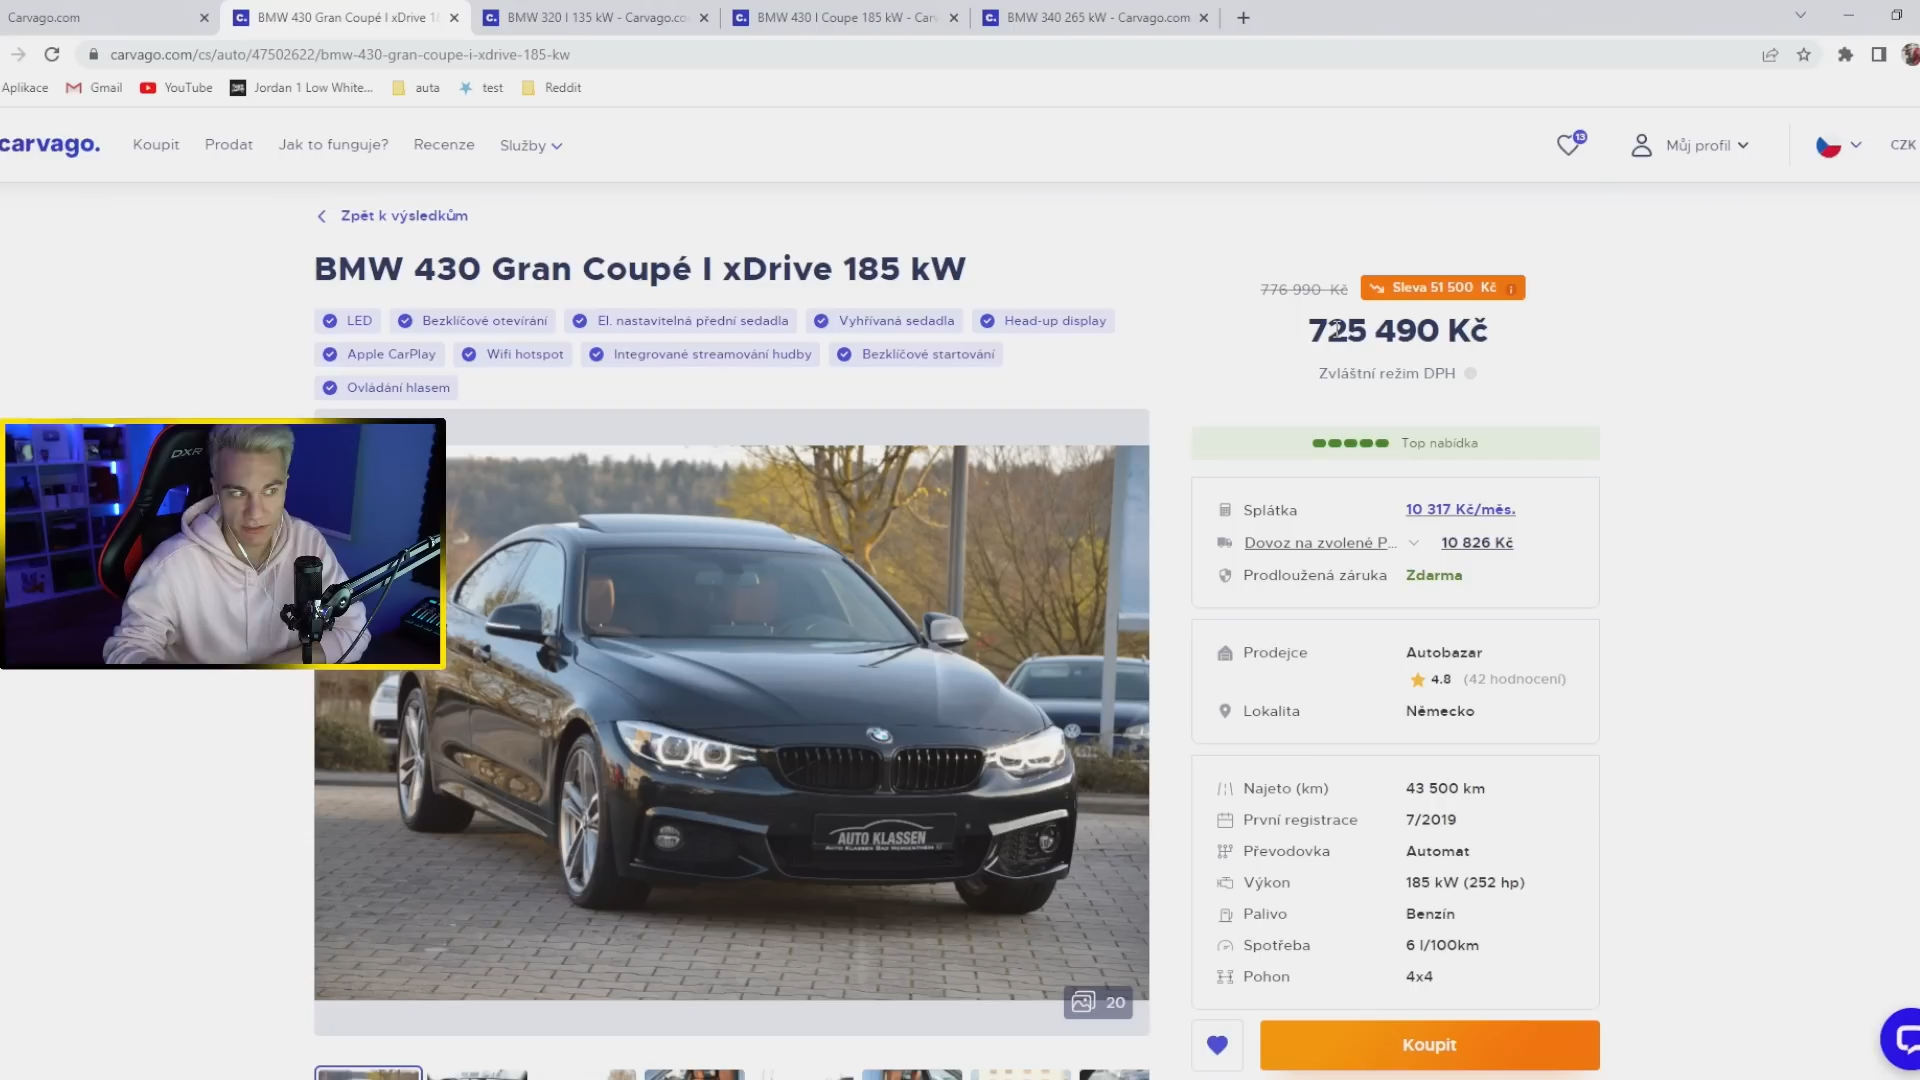 Carvago.com
BMW 430 Gran Coupé I xDrive 18
BMW 320 I 135 kW - Carvago.co
BMW 430 I Coupe 185 kW - Carv
BMW 340 265 kW - Carvago.com
carvago.com/cs/auto/47502622/bmw-430-gran-coupe-i-xdrive-185-kw
Aplikace
Gmail
YouTube
Jordan 1 Low White...
auta
test
Reddit
carvago.
Koupit
Prodat
Jak to funguje?
Recenze
Služby
13
Můj profil
CZK
Zpět k výsledkům
BMW 430 Gran Coupé I xDrive 185 kW
776 990 Kč
Sleva 51 500 Kč
725 490 Kč
Zvláštní režim DPH
LED
Bezklíčové otevírání
El. nastavitelná přední sedadla
Vyhřívaná sedadla
Head-up display
Apple CarPlay
Wifi hotspot
Integrované streamování hudby
Bezklíčové startování
Ovládání hlasem
DXR
AUTO KLASSEN
AUTO KLASSEN BAD MERGENTHEIM
20
Top nabídka
Splátka 10 317 Kč/měs.
Dovoz na zvolené P... 10 826 Kč
Prodloužená záruka Zdarma
Prodejce Autobazar
4.8 (42 hodnocení)
Lokalita Německo
Najeto (km) 43 500 km
První registrace 7/2019
Převodovka Automat
Výkon 185 kW (252 hp)
Palivo Benzín
Spotřeba 6 l/100km
Pohon 4x4
Koupit